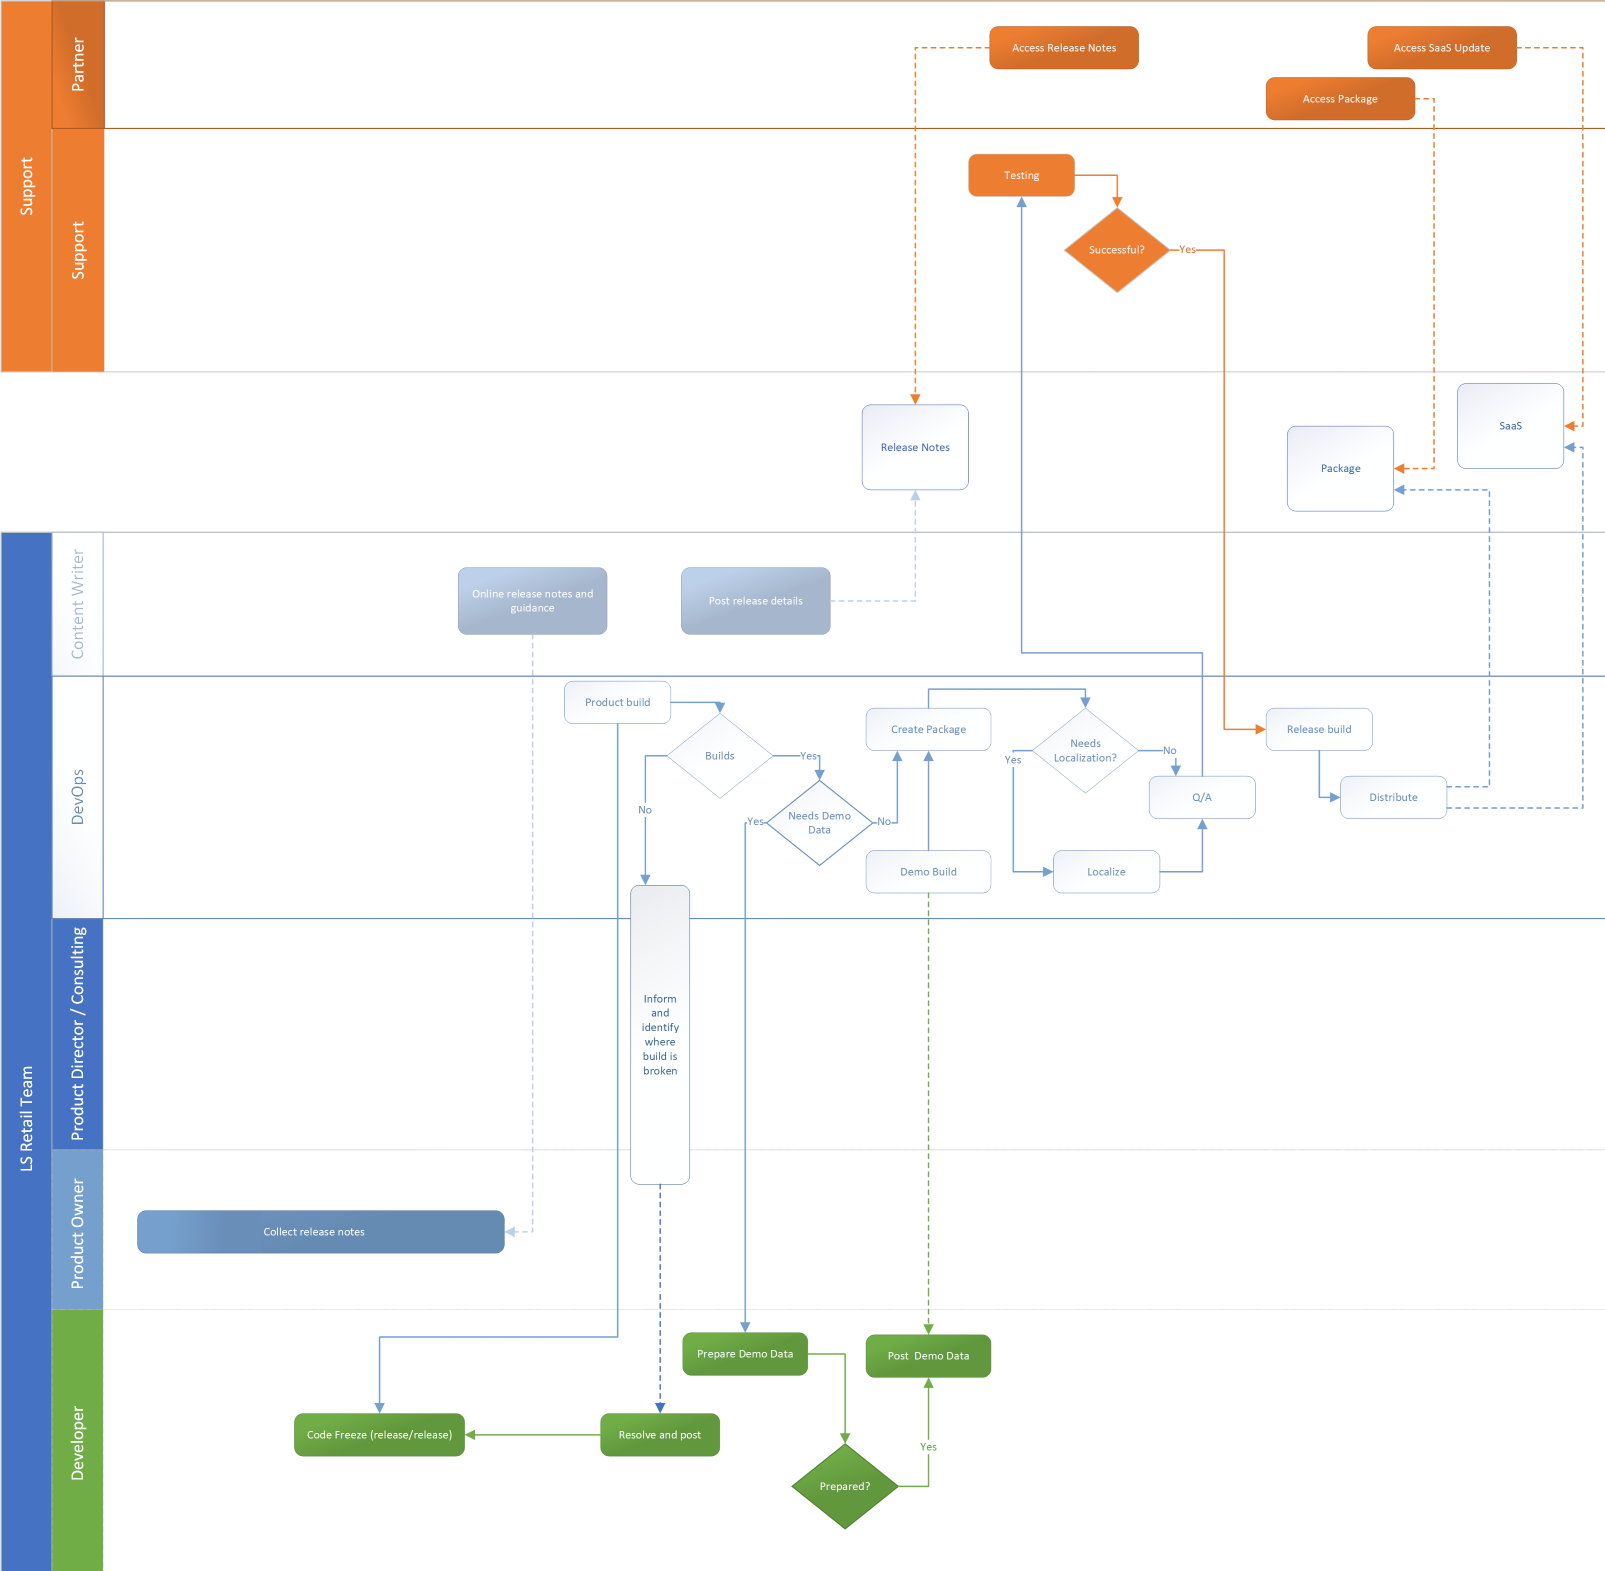 Support
Partner
Access Release Notes
Access SaaS Update
Access Package
Support
Testing
Successful?
Yes
Release Notes
Package
SaaS
LS Retail Team
Content Writer
Online release notes and
guidance
Post release details
DevOps
Product build
Builds
Yes
No
Needs Demo
Data
Yes
No
Create Package
Demo Build
Needs
Localization?
Yes
No
Q/A
Localize
Release build
Distribute
Product Director / Consulting
Inform
and
identify
where
build is
broken
Product Owner
Collect release notes
Developer
Prepare Demo Data
Post  Demo Data
Code Freeze (release/release)
Resolve and post
Prepared?
Yes